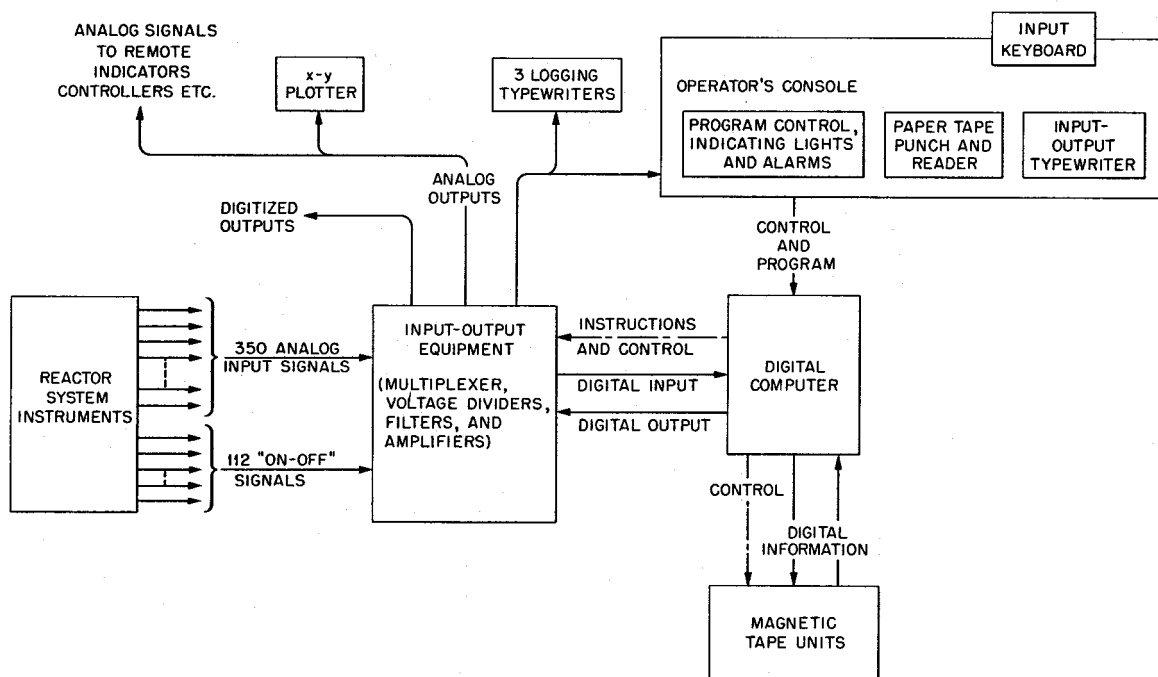 ANALOG SIGNALS
TO REMOTE
INDICATORS
CONTROLLERS ETC.
x-y
PLOTTER
3 LOGGING
TYPEWRITERS
INPUT
KEYBOARD
OPERATOR'S CONSOLE
PROGRAM CONTROL,
INDICATING LIGHTS
AND ALARMS
PAPER TAPE
PUNCH AND
READER
INPUT-
OUTPUT
TYPEWRITER
ANALOG
OUTPUTS
DIGITIZED
OUTPUTS
CONTROL
AND
PROGRAM
REACTOR
SYSTEM
INSTRUMENTS
350 ANALOG
INPUT SIGNALS
112 "ON-OFF"
SIGNALS
INPUT-OUTPUT
EQUIPMENT
(MULTIPLEXER,
VOLTAGE DIVIDERS,
FILTERS, AND
AMPLIFIERS)
INSTRUCTIONS
AND CONTROL
DIGITAL INPUT
DIGITAL OUTPUT
DIGITAL
COMPUTER
CONTROL
DIGITAL
INFORMATION
MAGNETIC
TAPE UNITS